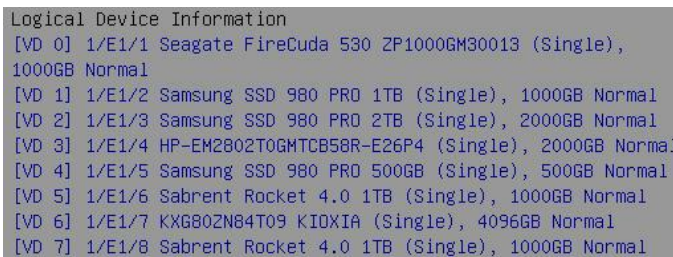 Logical Device Information
[VD 0] 1/E1/1 Seagate FireCuda 530 ZP1000GM30013 (Single),
1000GB Normal
[VD 1] 1/E1/2 Samsung SSD 980 PRO 1TB (Single), 1000GB Normal
[VD 2] 1/E1/3 Samsung SSD 980 PRO 2TB (Single), 2000GB Normal
[VD 3] 1/E1/4 HP-EM2802T0GMTCB58R-E26P4 (Single), 2000GB Normal
[VD 4] 1/E1/5 Samsung SSD 980 PRO 500GB (Single), 500GB Normal
[VD 5] 1/E1/6 Sabrent Rocket 4.0 1TB (Single), 1000GB Normal
[VD 6] 1/E1/7 KXG80ZN84T09 KIOXIA (Single), 4096GB Normal
[VD 7] 1/E1/8 Sabrent Rocket 4.0 1TB (Single), 1000GB Normal